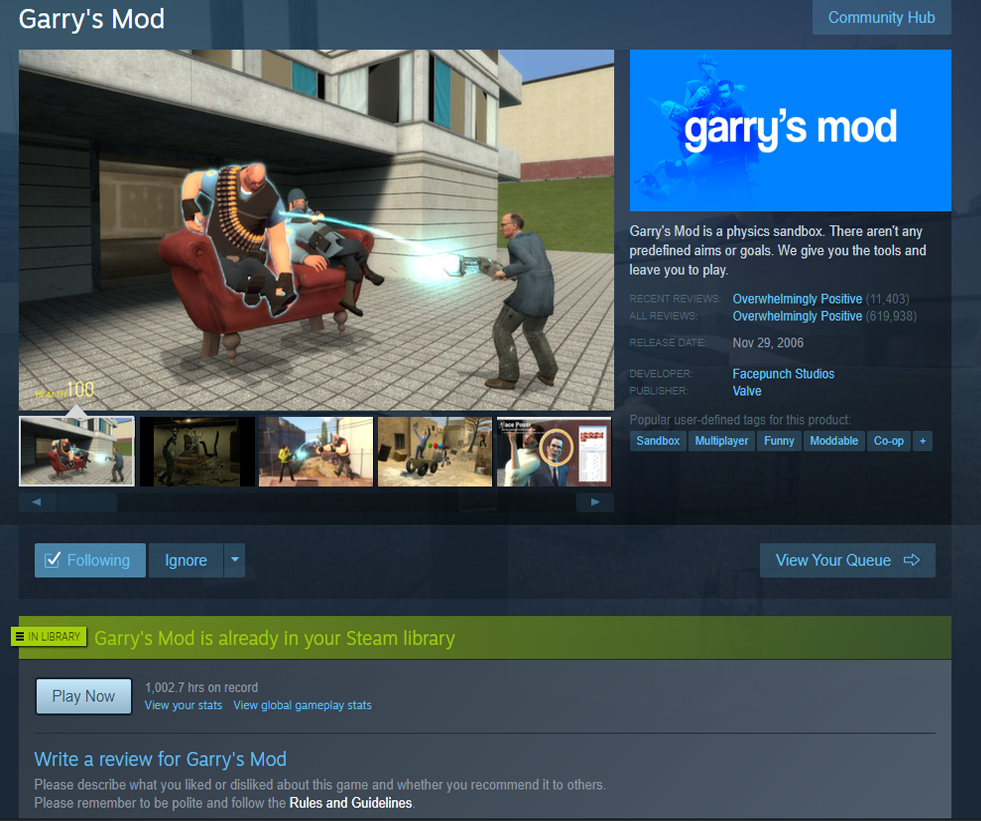 Garry's Mod
Community Hub
garry's mod
Garry's Mod is a physics sandbox. There aren't any
predefined aims or goals. We give you the tools and
leave you to play.
RECENT REVIEWS: Overwhelmingly Positive (11,403)
ALL REVIEWS: Overwhelmingly Positive (619,938)
RELEASE DATE: Nov 29, 2006
DEVELOPER: Facepunch Studios
PUBLISHER: Valve
Popular user-defined tags for this product:
Sandbox Multiplayer Funny Moddable Co-op +
HEALTH 100
Face Poser
Following Ignore View Your Queue
IN LIBRARY Garry's Mod is already in your Steam library
Play Now
1,002.7 hrs on record
View your stats View global gameplay stats
Write a review for Garry's Mod
Please describe what you liked or disliked about this game and whether you recommend it to others.
Please remember to be polite and follow the Rules and Guidelines.